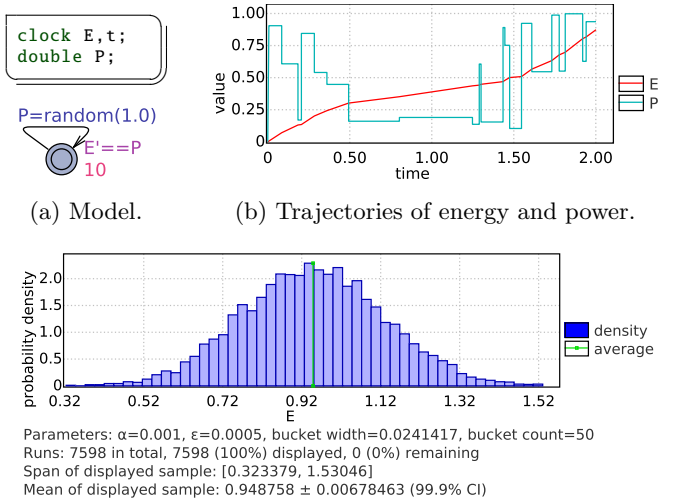 clock E,t;
double P;
P=random(1.0)
E'==P
10
(a) Model.
value
1.00
0.75
0.50
0.25
0
0
0.50
1.00
1.50
2.00
time
E
P
(b) Trajectories of energy and power.
probability density
2.0
1.5
1.0
0.5
0
0.32
0.52
0.72
0.92
1.12
1.32
1.52
E
density
average
Parameters: α=0.001, ε=0.0005, bucket width=0.0241417, bucket count=50
Runs: 7598 in total, 7598 (100%) displayed, 0 (0%) remaining
Span of displayed sample: [0.323379, 1.53046]
Mean of displayed sample: 0.948758 ± 0.00678463 (99.9% CI)